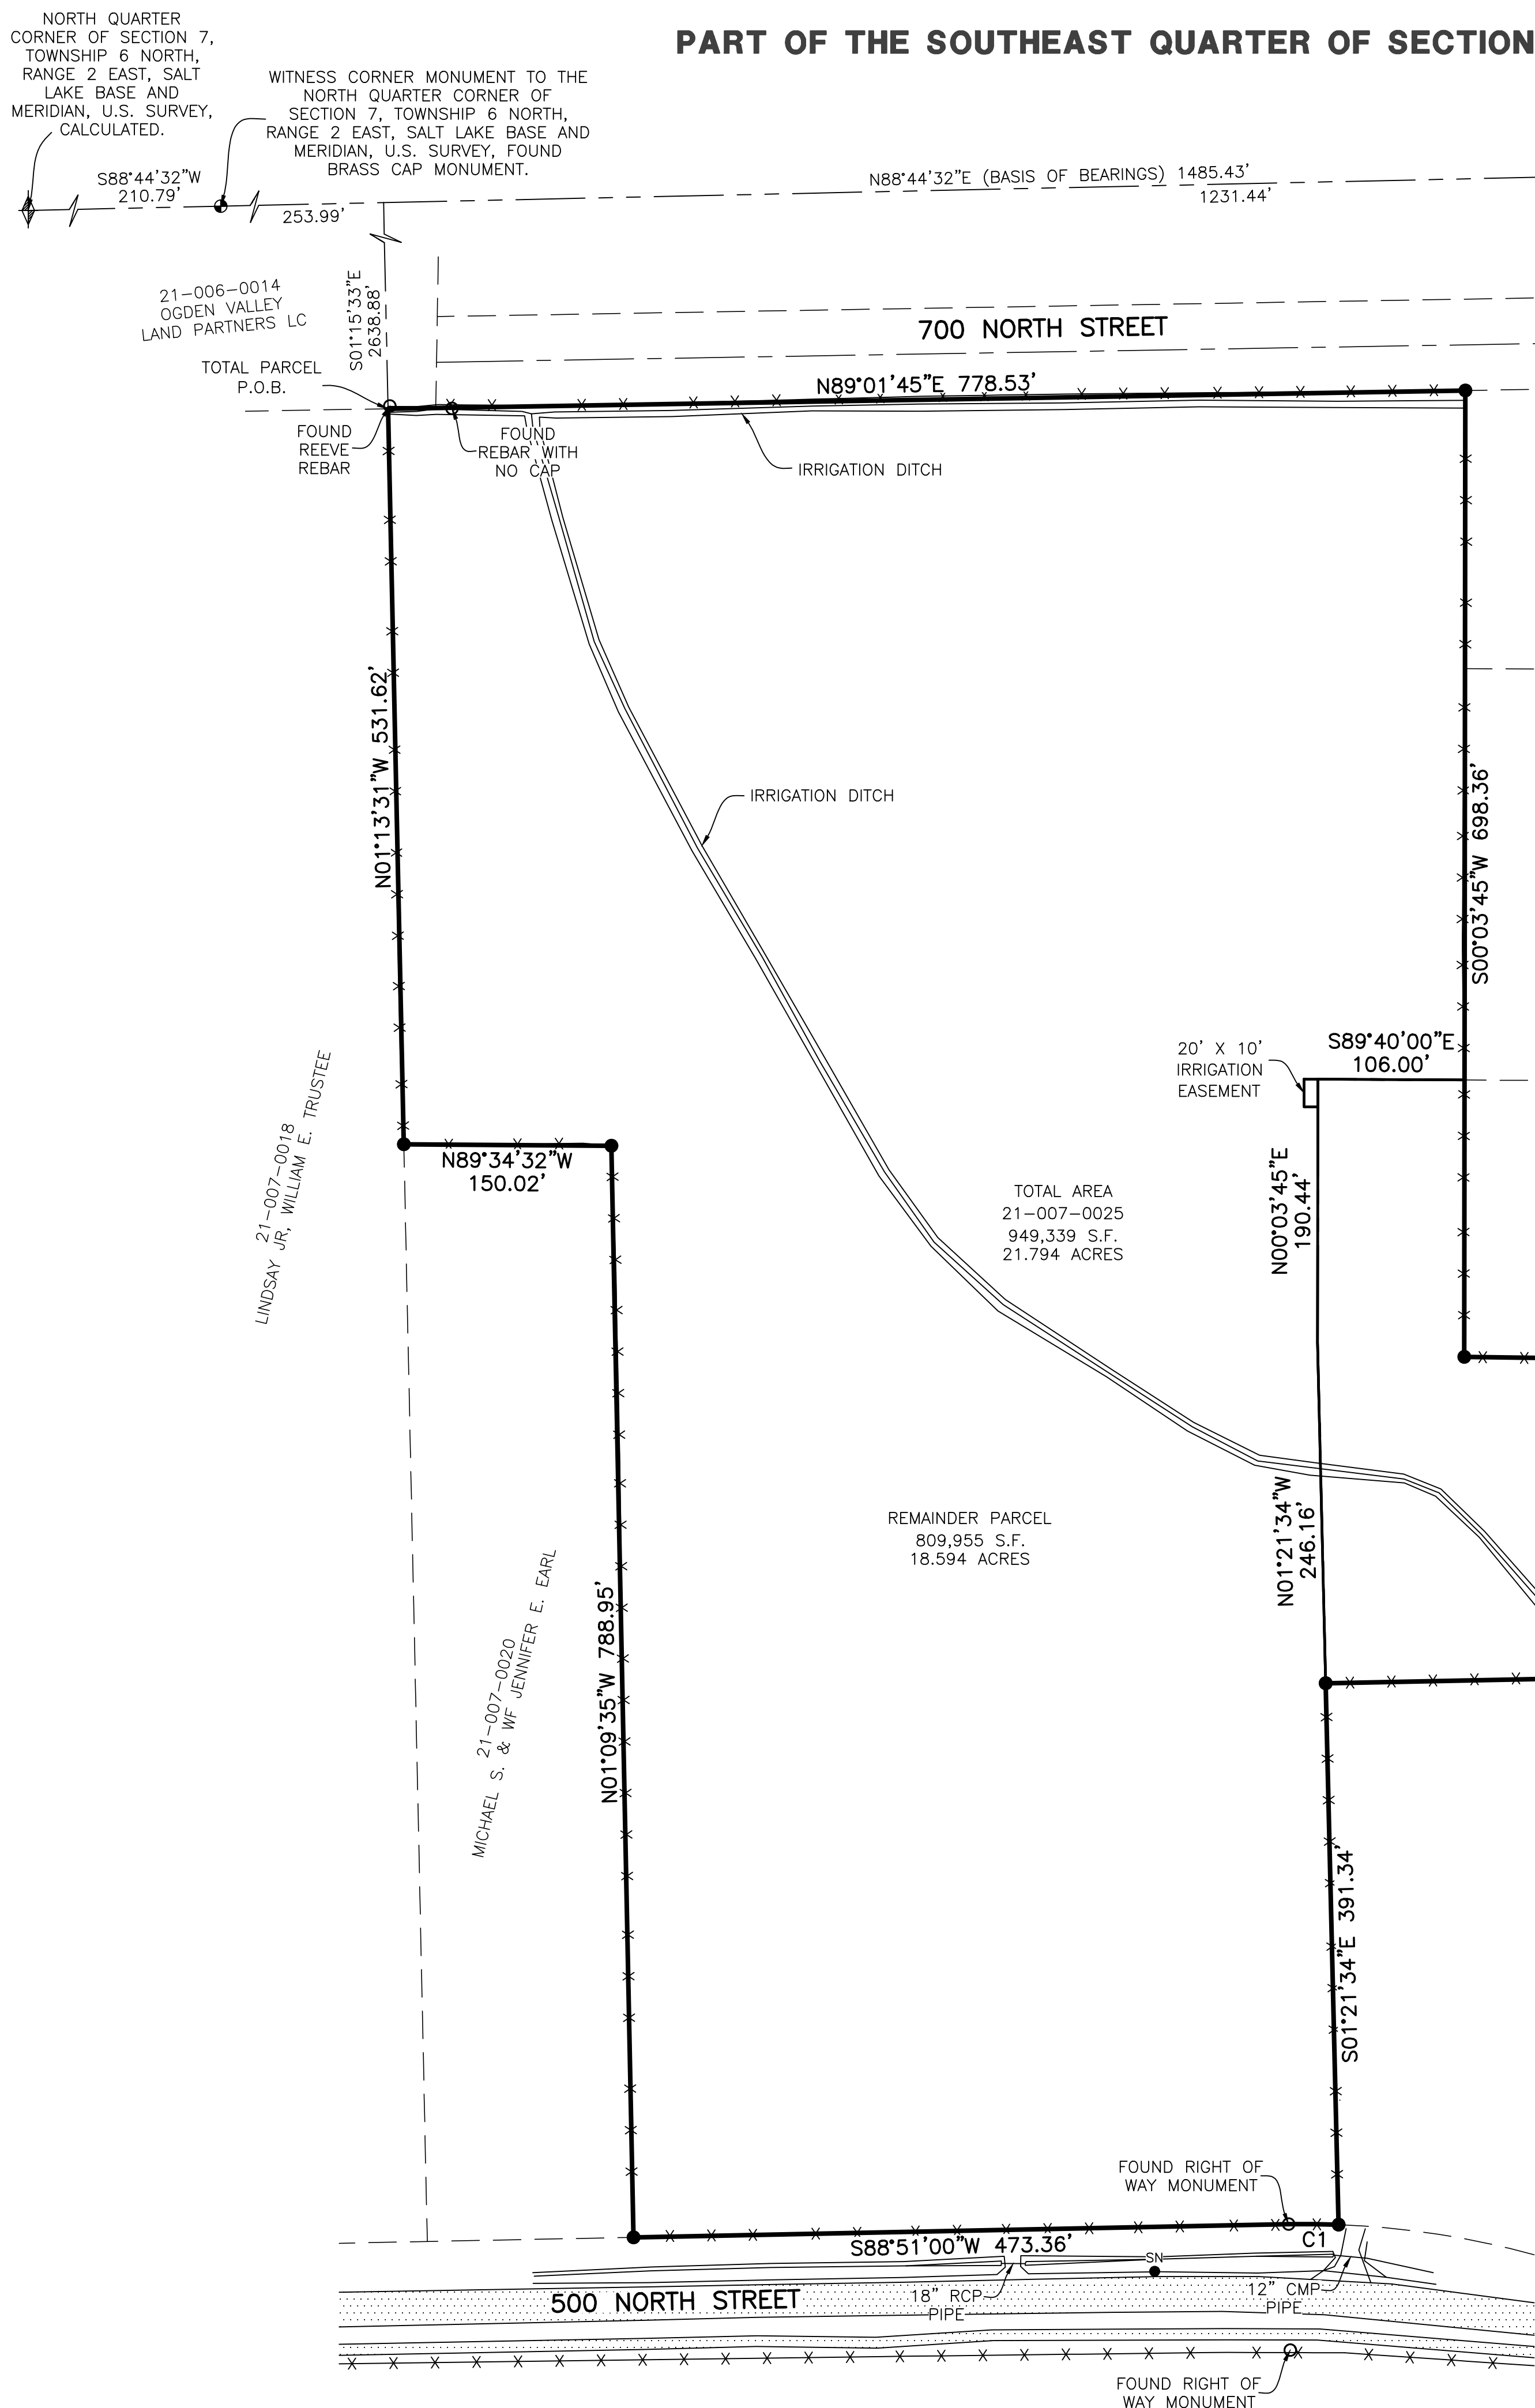 PART OF THE SOUTHEAST QUARTER OF SECTION
NORTH QUARTER
CORNER OF SECTION 7,
TOWNSHIP 6 NORTH,
RANGE 2 EAST, SALT
LAKE BASE AND
MERIDIAN, U.S. SURVEY,
CALCULATED.
WITNESS CORNER MONUMENT TO THE
NORTH QUARTER CORNER OF
SECTION 7, TOWNSHIP 6 NORTH,
RANGE 2 EAST, SALT LAKE BASE AND
MERIDIAN, U.S. SURVEY, FOUND
BRASS CAP MONUMENT.
S88°44'32"W
210.79'
253.99'
N88°44'32"E (BASIS OF BEARINGS) 1485.43'
1231.44'
21-006-0014
OGDEN VALLEY
LAND PARTNERS LC
S01°15'33"E
2638.88'
700 NORTH STREET
TOTAL PARCEL
P.O.B.
N89°01'45"E 778.53'
FOUND
REEVE
REBAR
FOUND
REBAR WITH
NO CAP
IRRIGATION DITCH
N01°13'31"W 531.62'
IRRIGATION DITCH
S00°03'45"W 698.36'
20' X 10'
IRRIGATION
EASEMENT
S89°40'00"E
106.00'
21-007-0018
LINDSAY JR, WILLIAM E. TRUSTEE
N89°34'32"W
150.02'
TOTAL AREA
21-007-0025
949,339 S.F.
21.794 ACRES
N00°03'45"E
190.44'
REMAINDER PARCEL
809,955 S.F.
18.594 ACRES
N01°21'34"W
246.16'
21-007-0020
MICHAEL S. & WF JENNIFER E. EARL
N01°09'35"W 788.95'
S01°21'34"E 391.34'
FOUND RIGHT OF
WAY MONUMENT
S88°51'00"W 473.36'
C1
SN
500 NORTH STREET
18" RCP
PIPE
12" CMP
PIPE
FOUND RIGHT OF
WAY MONUMENT